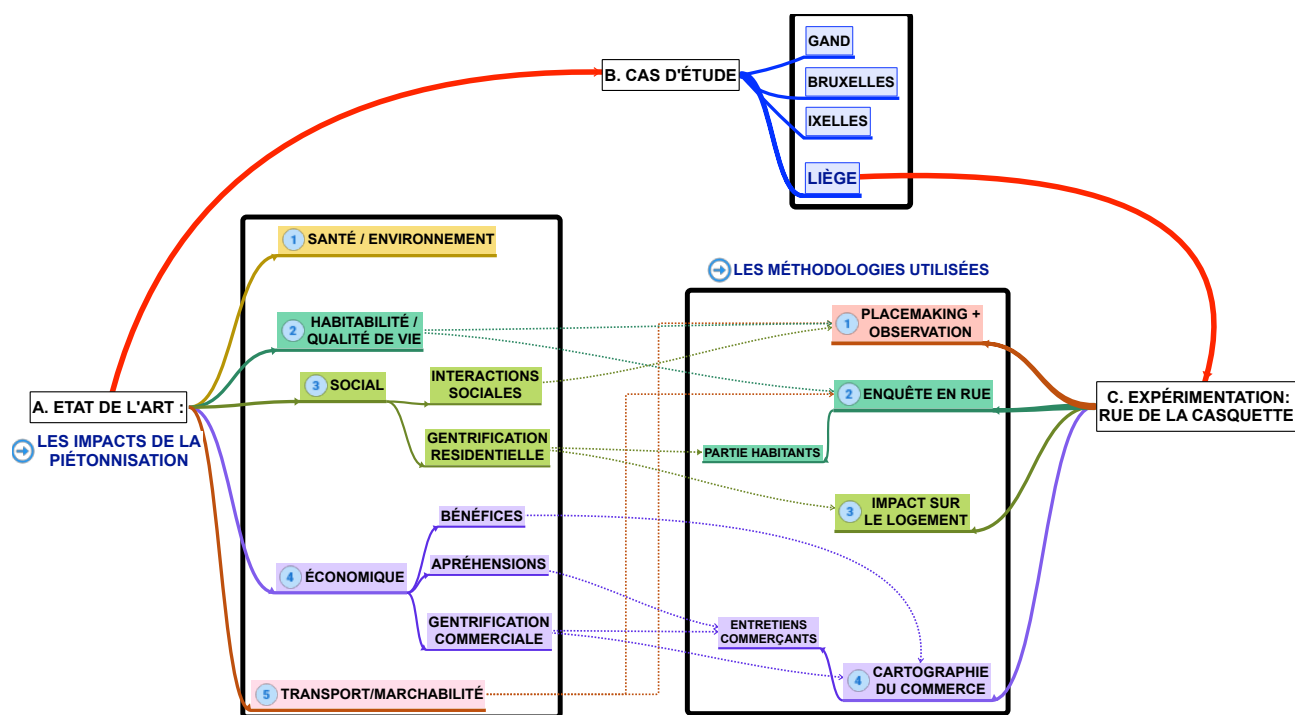 B. CAS D'ÉTUDE
GAND
BRUXELLES
IXELLES
LIÈGE
A. ETAT DE L'ART :
LES IMPACTS DE LA
PIÉTONNISATION
1 SANTÉ / ENVIRONNEMENT
2 HABITABILITÉ /
QUALITÉ DE VIE
3 SOCIAL
INTERACTIONS
SOCIALES
GENTRIFICATION
RESIDENTIELLE
4 ÉCONOMIQUE
BÉNÉFICES
APRÉHENSIONS
GENTRIFICATION
COMMERCIALE
5 TRANSPORT/MARCHABILITÉ
LES MÉTHODOLOGIES UTILISÉES
1 PLACEMAKING +
OBSERVATION
2 ENQUÊTE EN RUE
PARTIE HABITANTS
3 IMPACT SUR
LE LOGEMENT
ENTRETIENS
COMMERÇANTS
4 CARTOGRAPHIE
DU COMMERCE
C. EXPÉRIMENTATION:
RUE DE LA CASQUETTE